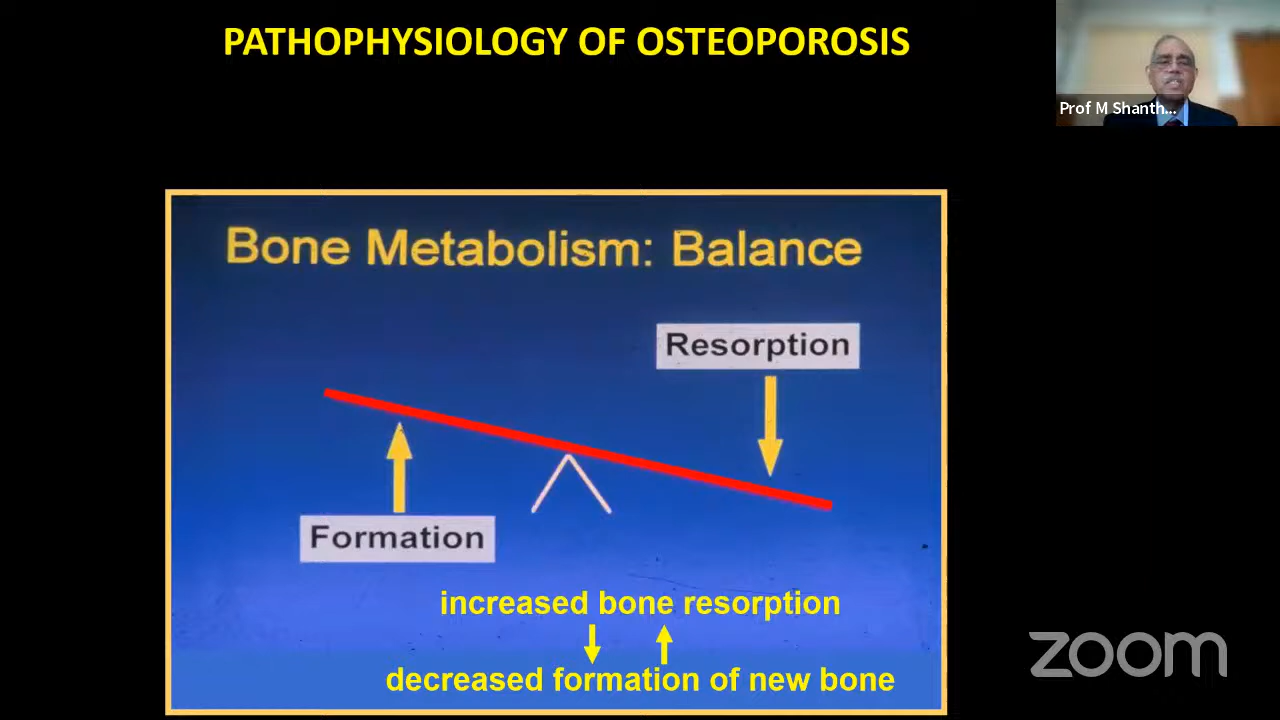 PATHOPHYSIOLOGY OF OSTEOPOROSIS
Prof M Shanth...
Bone Metabolism: Balance
Resorption
Formation
increased bone resorption
decreased formation of new bone
zoom